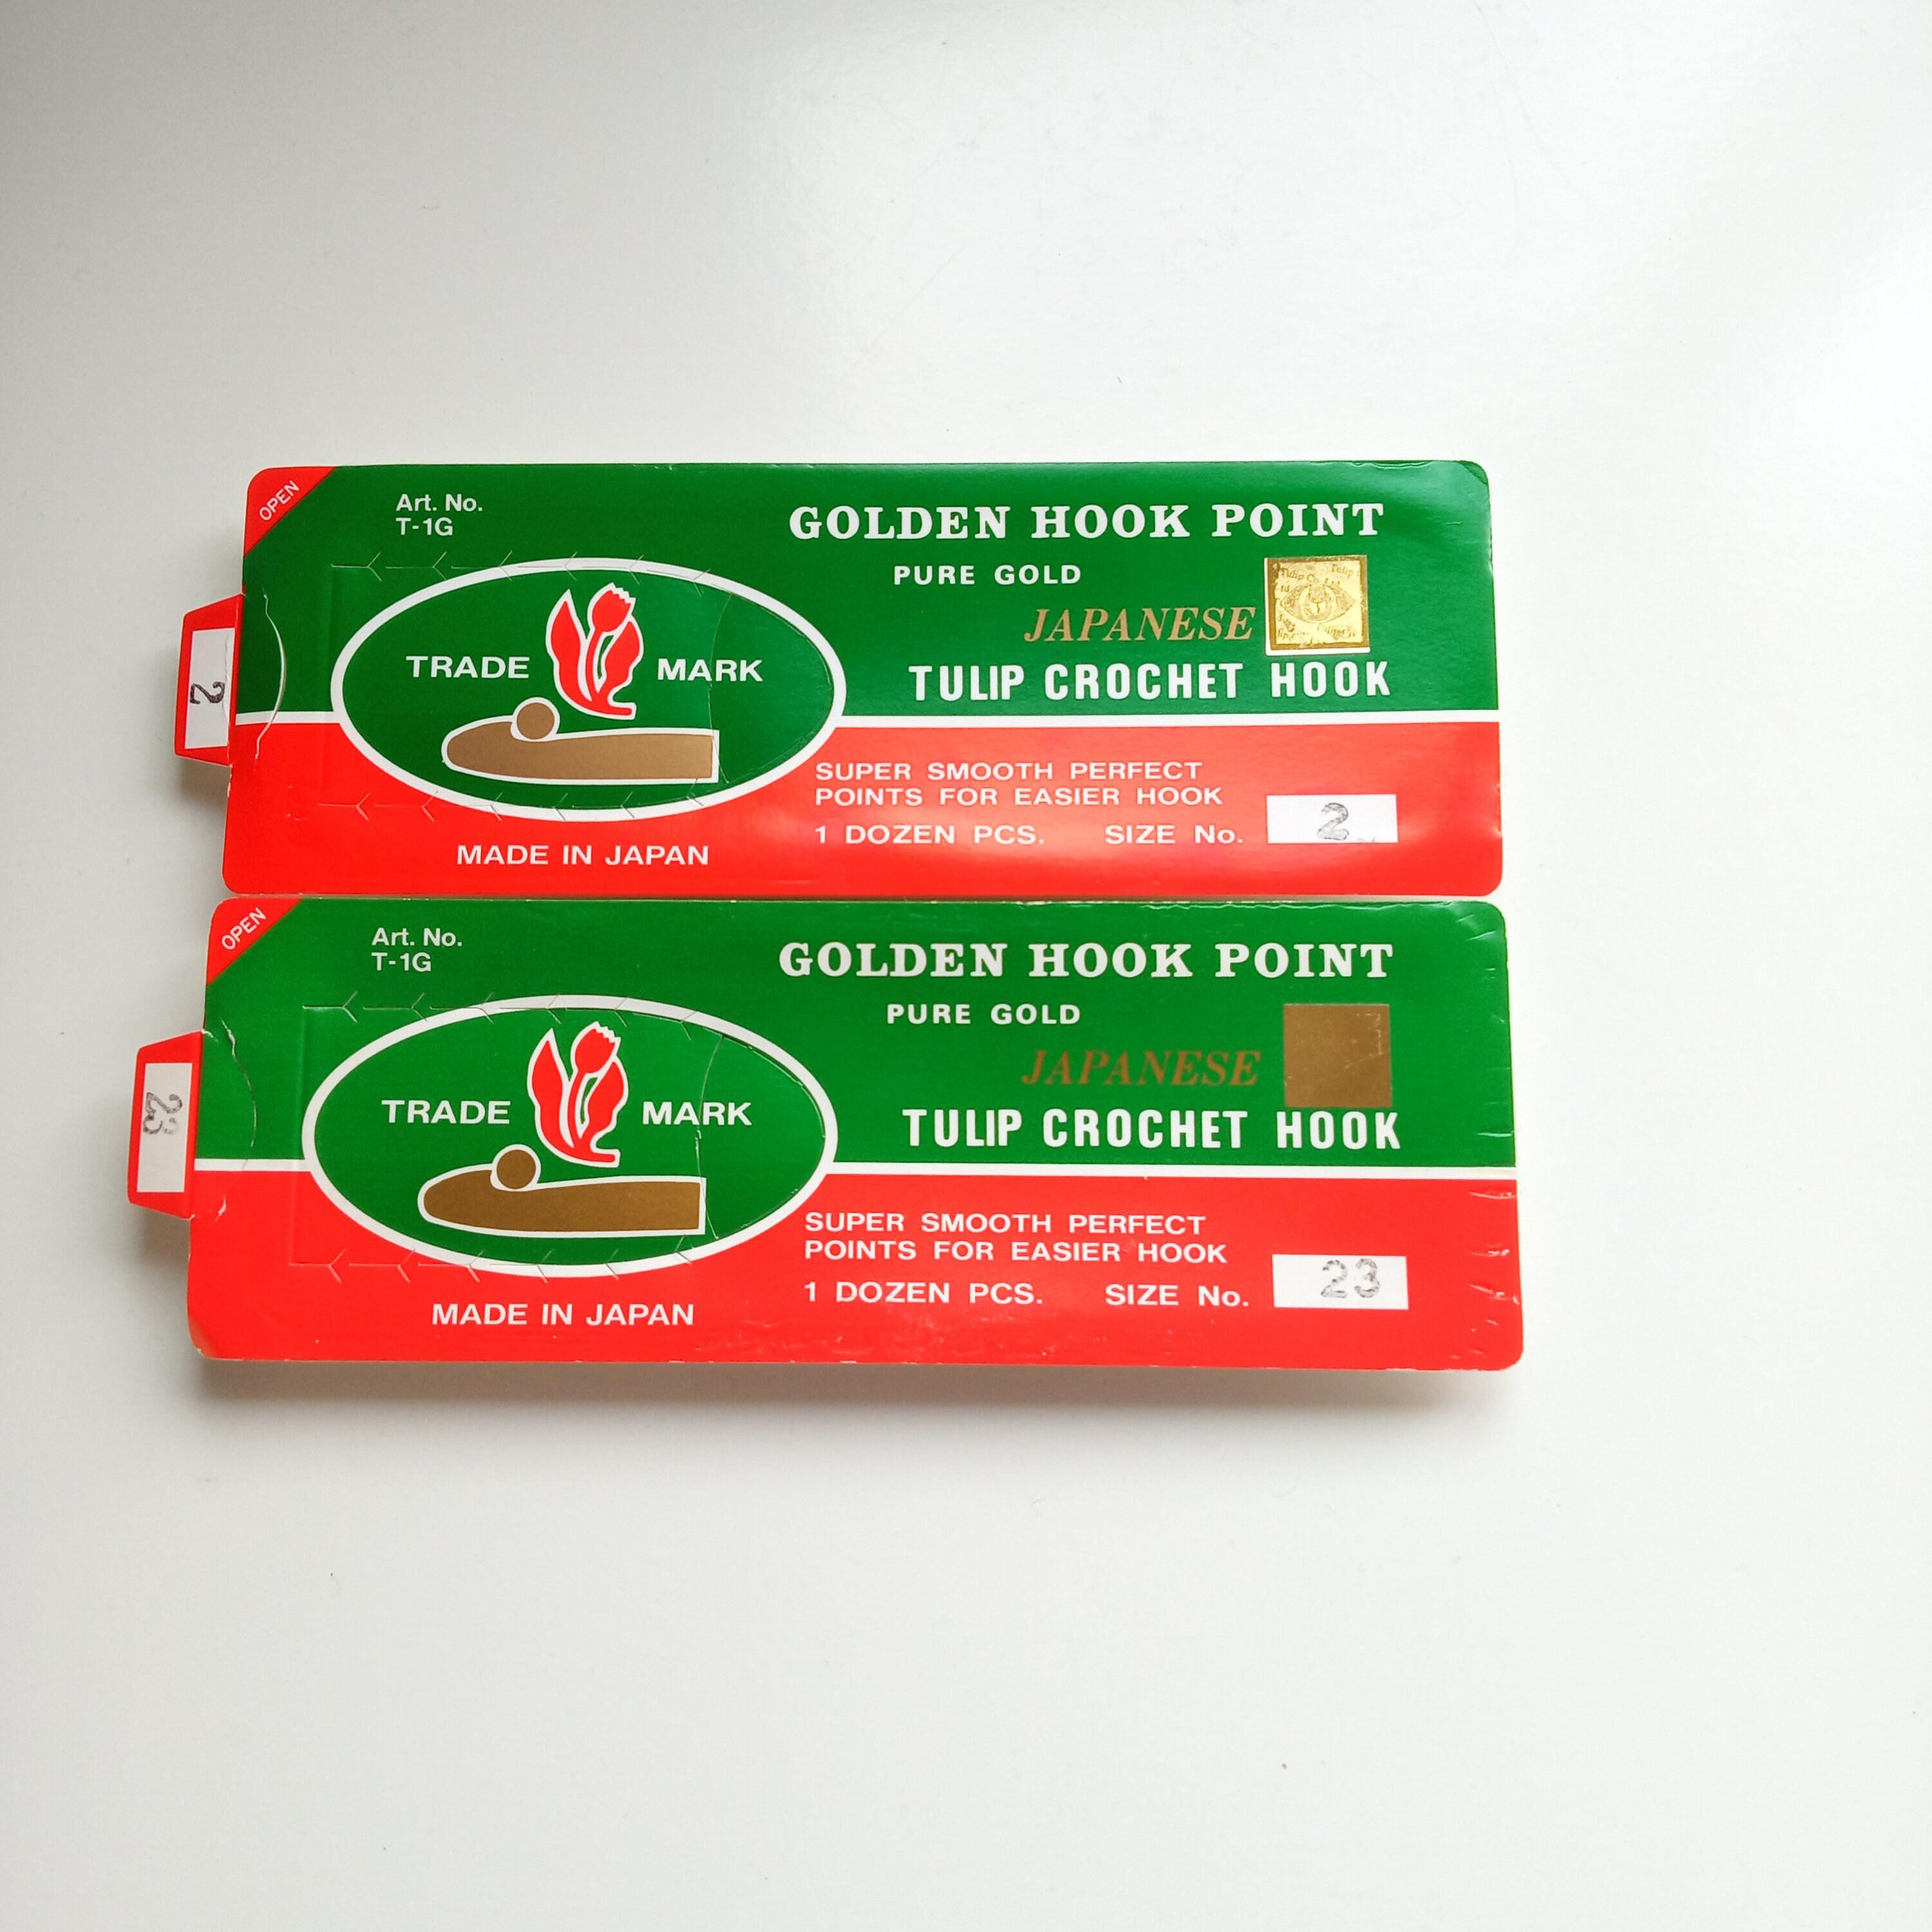 OPEN
Art. No.
T-1G
GOLDEN HOOK POINT
PURE GOLD
JAPANESE
TULIP CROCHET HOOK
TRADE MARK
2
SUPER SMOOTH PERFECT
POINTS FOR EASIER HOOK
1 DOZEN PCS. SIZE No. 2
MADE IN JAPAN
OPEN
Art. No.
T-1G
GOLDEN HOOK POINT
PURE GOLD
JAPANESE
TULIP CROCHET HOOK
TRADE MARK
23
SUPER SMOOTH PERFECT
POINTS FOR EASIER HOOK
1 DOZEN PCS. SIZE No. 23
MADE IN JAPAN